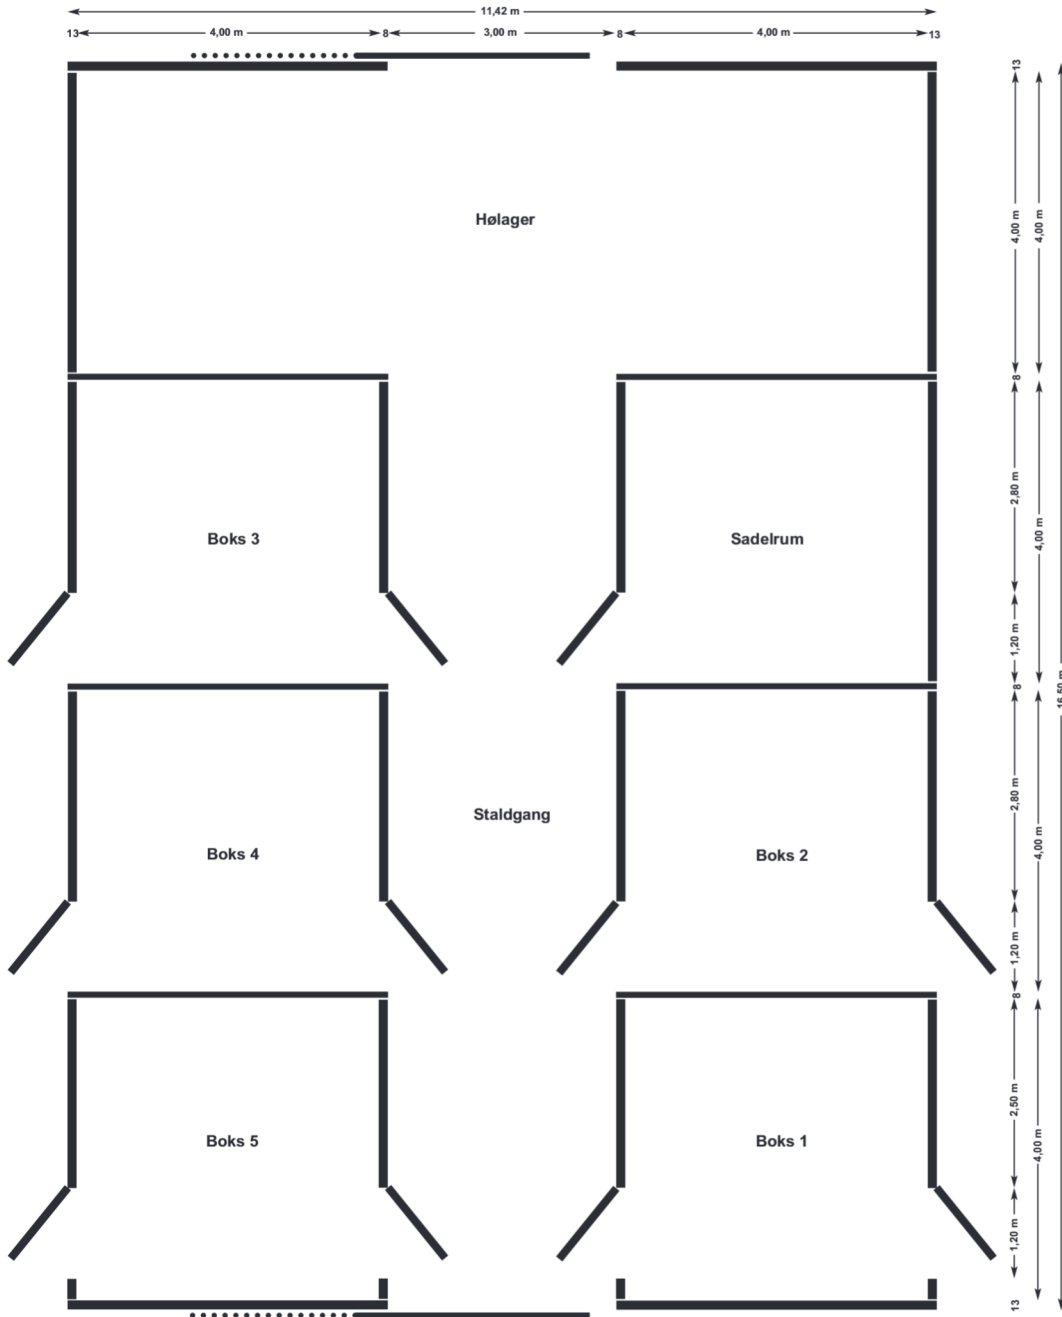 11,42 m
13 4,00 m 8 3,00 m 8 4,00 m 13
13
4,00 m 4,00 m
Hølager
8
2,80 m
4,00 m
Boks 3 Sadelrum
1,20 m
8
16,50 m
2,80 m
Staldgang
4,00 m
Boks 4 Boks 2
1,20 m
8
2,50 m
4,00 m
Boks 5 Boks 1
1,20 m
13